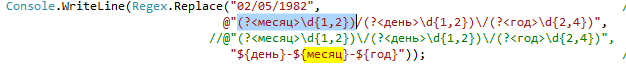 Console.WriteLine(Regex.Replace("02/05/1982",
@"(?<месяц>\d{1,2})/(?<день>\d{1,2})\/(?<год>\d{2,4})",
//@"(?<месяц>\d{1,2})\/(?<день>\d{1,2})\/(?<год>\d{2,4})",
"${день}-${месяц}-${год}"));